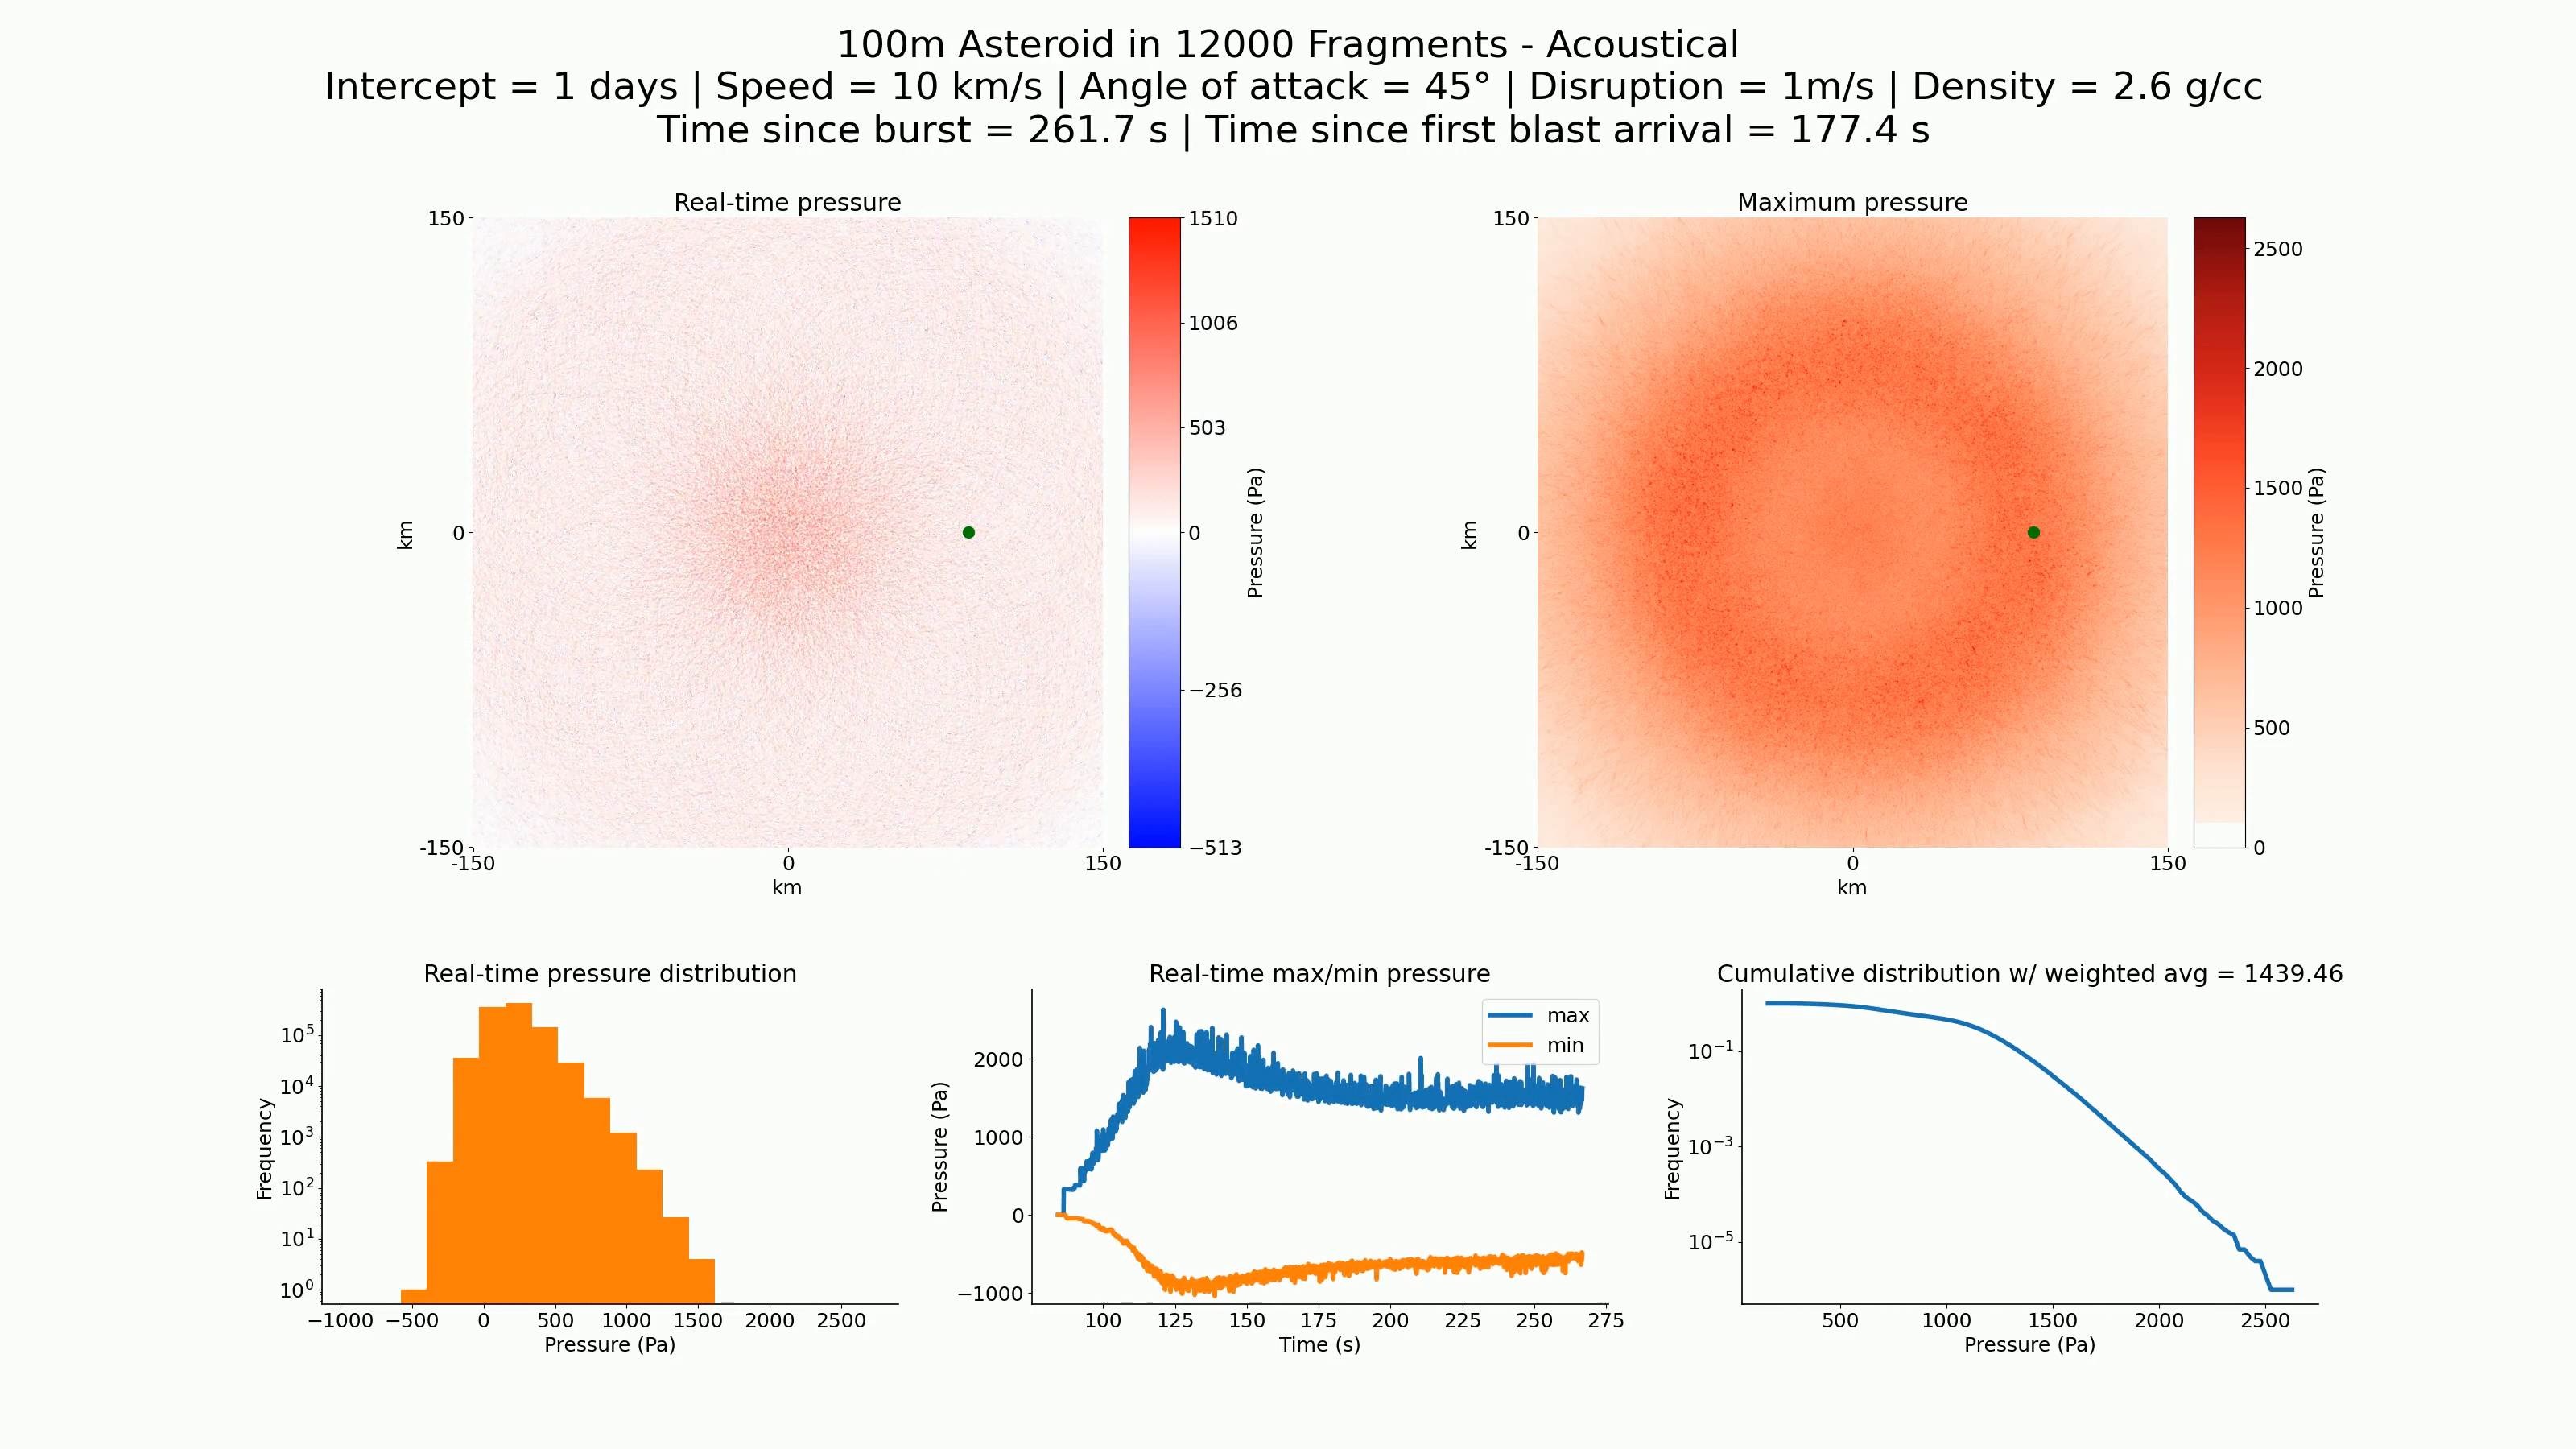 100m Asteroid in 12000 Fragments - Acoustical
Intercept = 1 days | Speed = 10 km/s | Angle of attack = 45° | Disruption = 1m/s | Density = 2.6 g/cc
Time since burst = 261.7 s | Time since first blast arrival = 177.4 s
Real-time pressure
150
0
-150
km
-150
0
150
km
1510
1006
503
0
−256
−513
Pressure (Pa)
Maximum pressure
150
0
-150
km
-150
0
150
km
2500
2000
1500
1000
500
0
Pressure (Pa)
Real-time pressure distribution
Frequency
10^5
10^4
10^3
10^2
10^1
10^0
−1000 −500 0 500 1000 1500 2000 2500
Pressure (Pa)
Real-time max/min pressure
max
min
Pressure (Pa)
2000
1000
0
−1000
100 125 150 175 200 225 250 275
Time (s)
Cumulative distribution w/ weighted avg = 1439.46
Frequency
10^−1
10^−3
10^−5
500 1000 1500 2000 2500
Pressure (Pa)